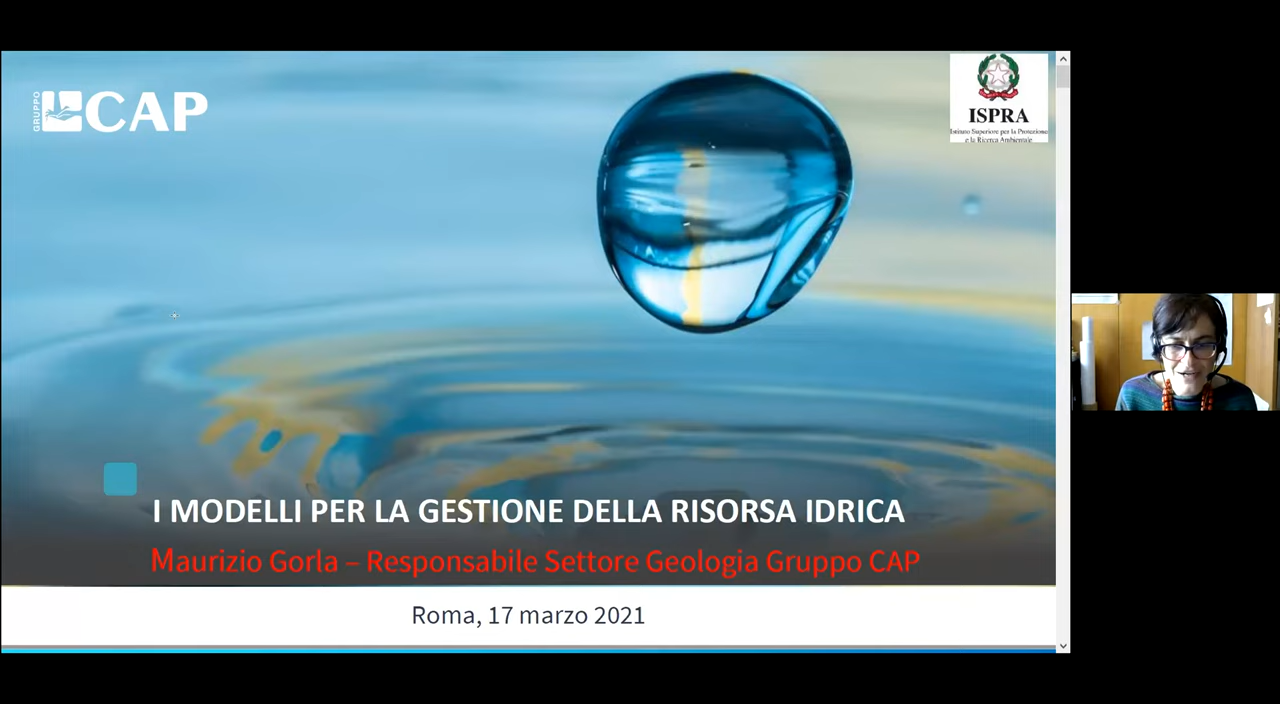 GRUPPO CAP
ISPRA
Istituto Superiore per la Protezione
e la Ricerca Ambientale
I MODELLI PER LA GESTIONE DELLA RISORSA IDRICA
Maurizio Gorla – Responsabile Settore Geologia Gruppo CAP
Roma, 17 marzo 2021